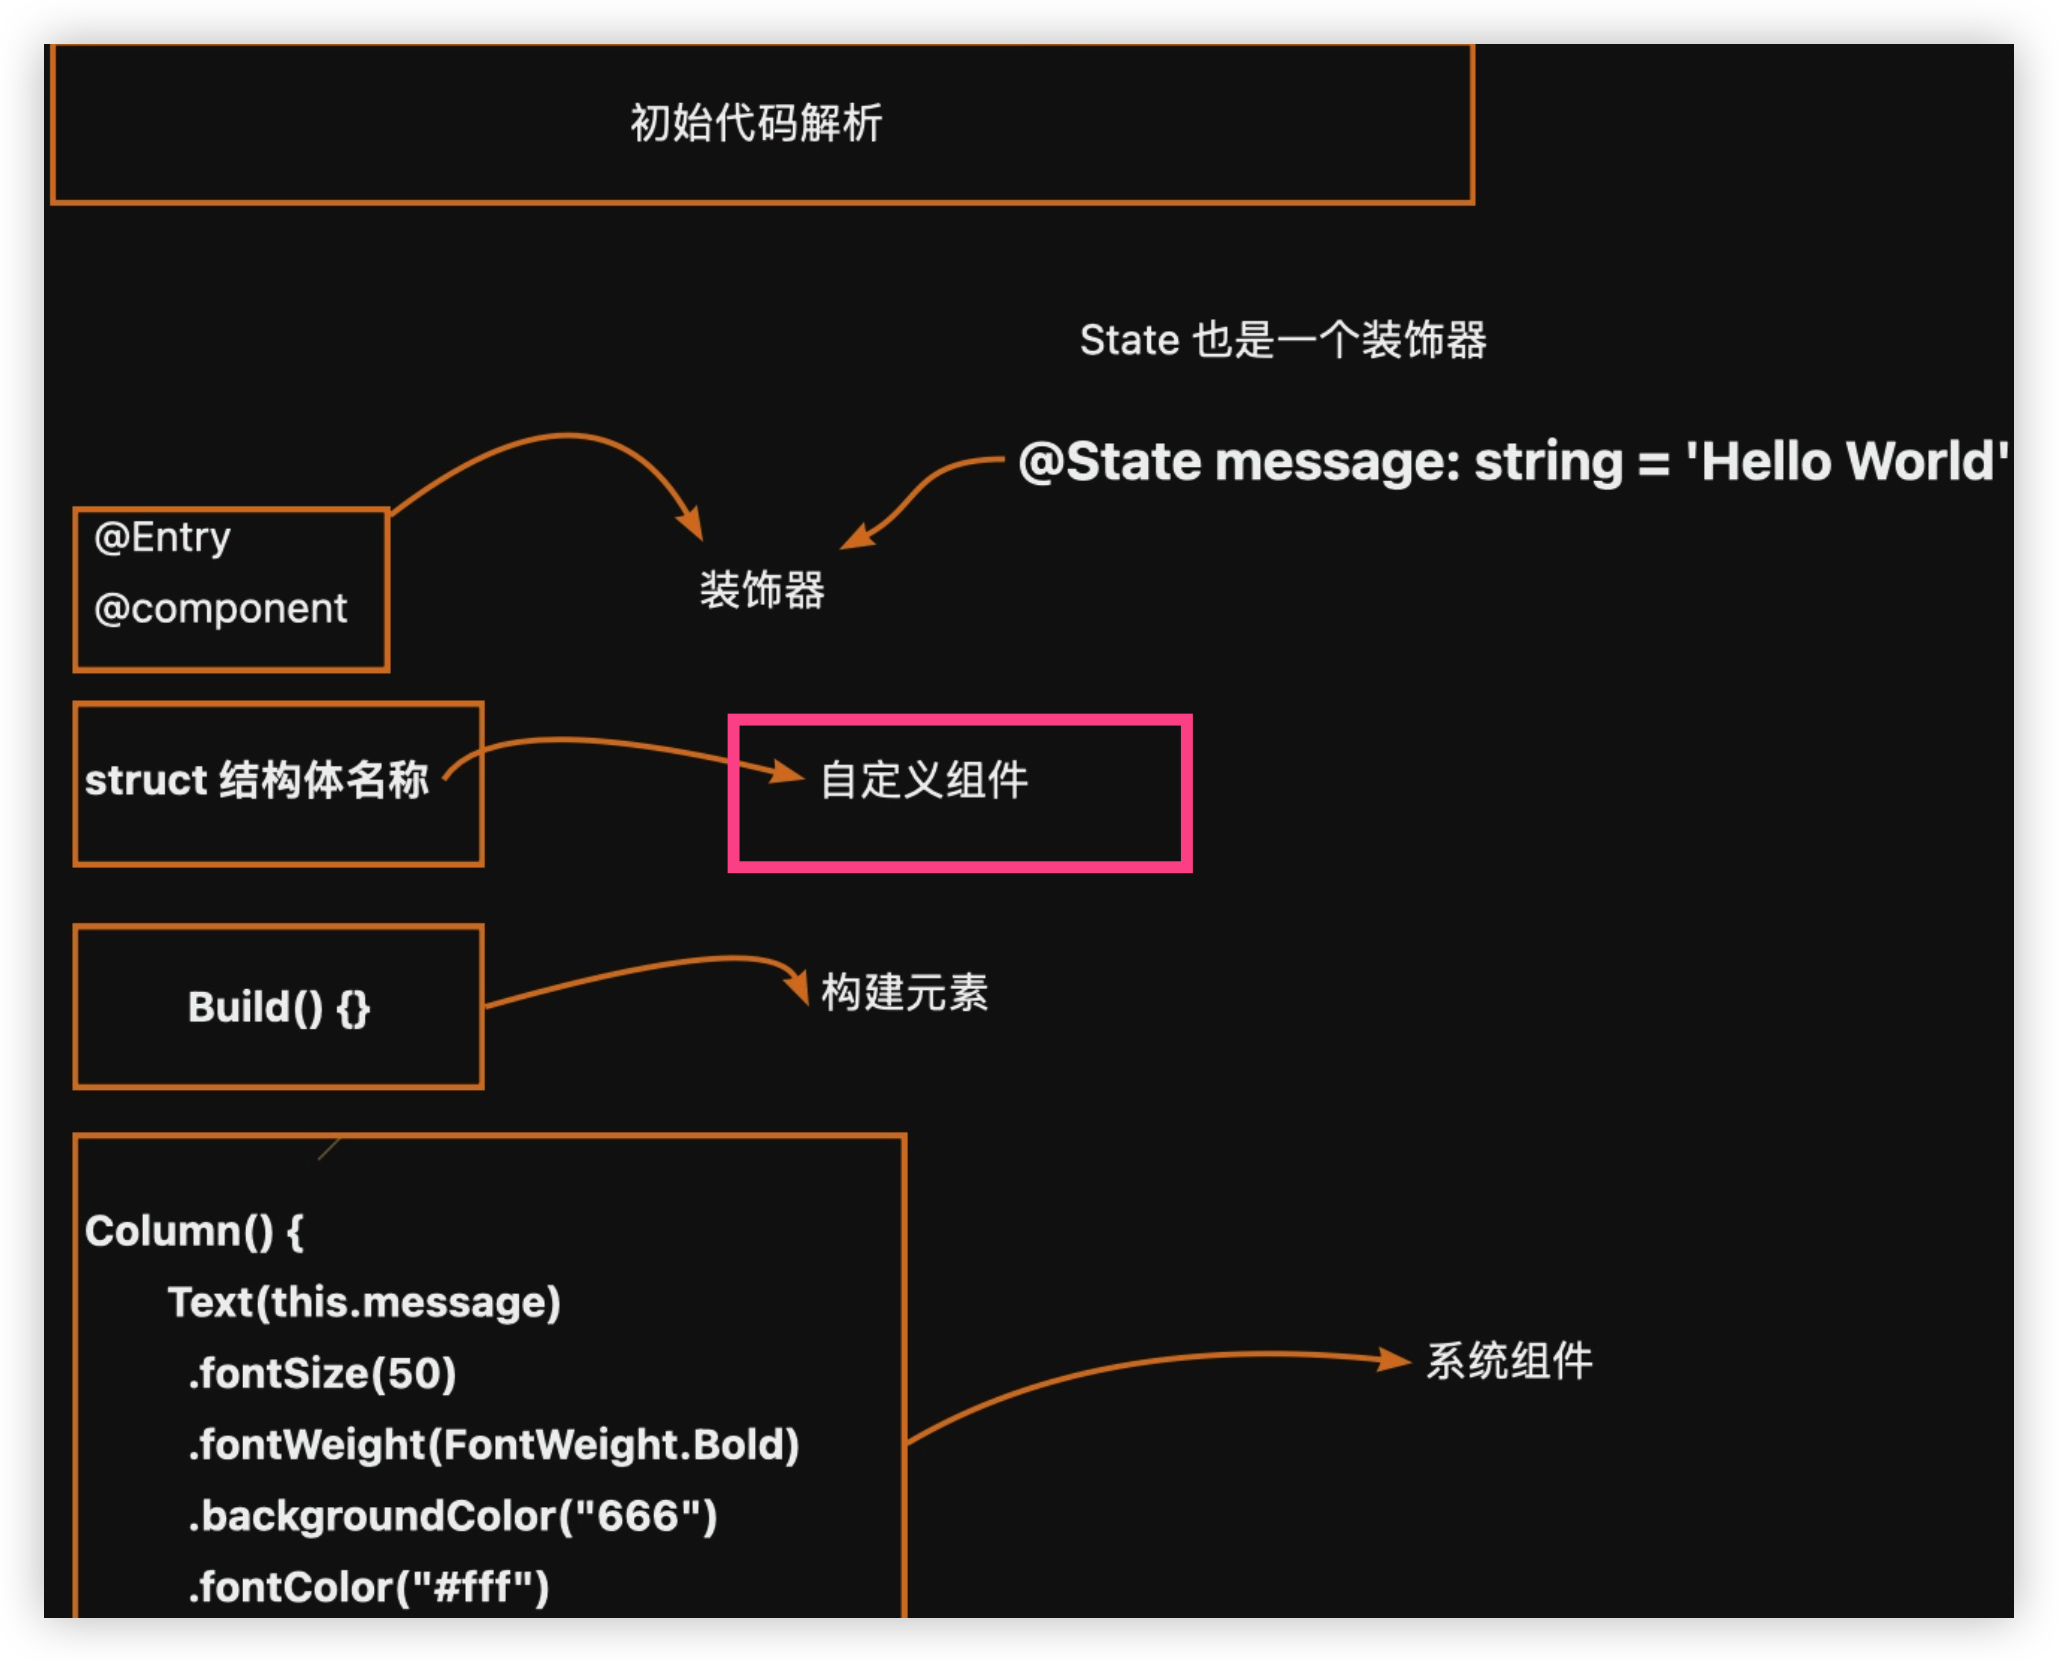 初始代码解析
State 也是一个装饰器
@State message: string = 'Hello World'
@Entry
@component
装饰器
struct 结构体名称
自定义组件
Build() {}
构建元素
Column() {
Text(this.message)
.fontSize(50)
.fontWeight(FontWeight.Bold)
.backgroundColor("666")
.fontColor("#fff")
系统组件